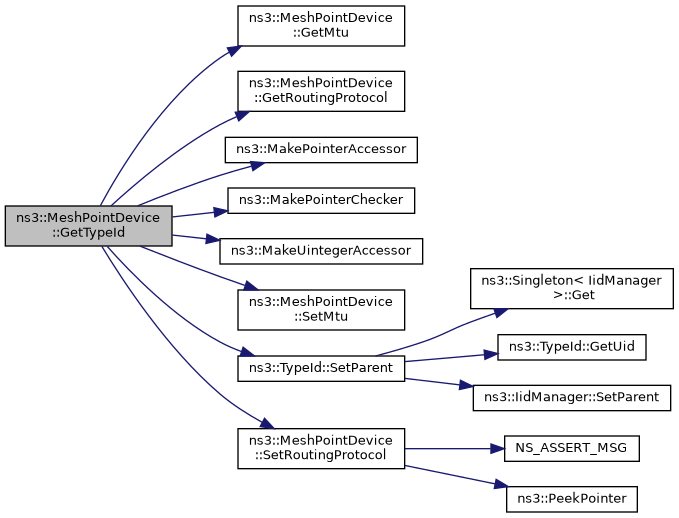 ns3::MeshPointDevice
::GetTypeId
ns3::MeshPointDevice
::GetMtu
ns3::MeshPointDevice
::GetRoutingProtocol
ns3::MakePointerAccessor
ns3::MakePointerChecker
ns3::MakeUintegerAccessor
ns3::MeshPointDevice
::SetMtu
ns3::TypeId::SetParent
ns3::MeshPointDevice
::SetRoutingProtocol
ns3::Singleton< IidManager
>::Get
ns3::TypeId::GetUid
ns3::IidManager::SetParent
NS_ASSERT_MSG
ns3::PeekPointer